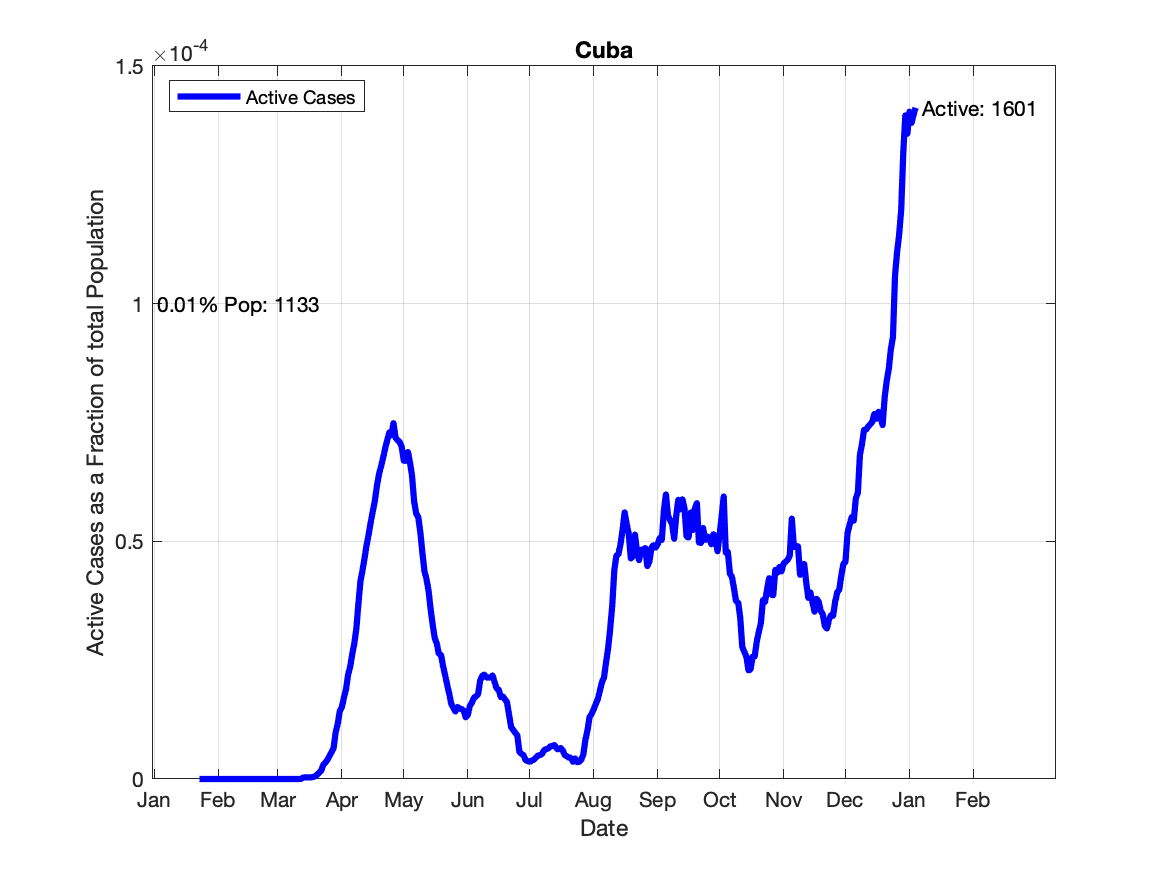 Cuba
×10-4
1.5
1
0.5
0
Active Cases
Active: 1601
0.01% Pop: 1133
Active Cases as a Fraction of total Population
Jan Feb Mar Apr May Jun Jul Aug Sep Oct Nov Dec Jan Feb
Date